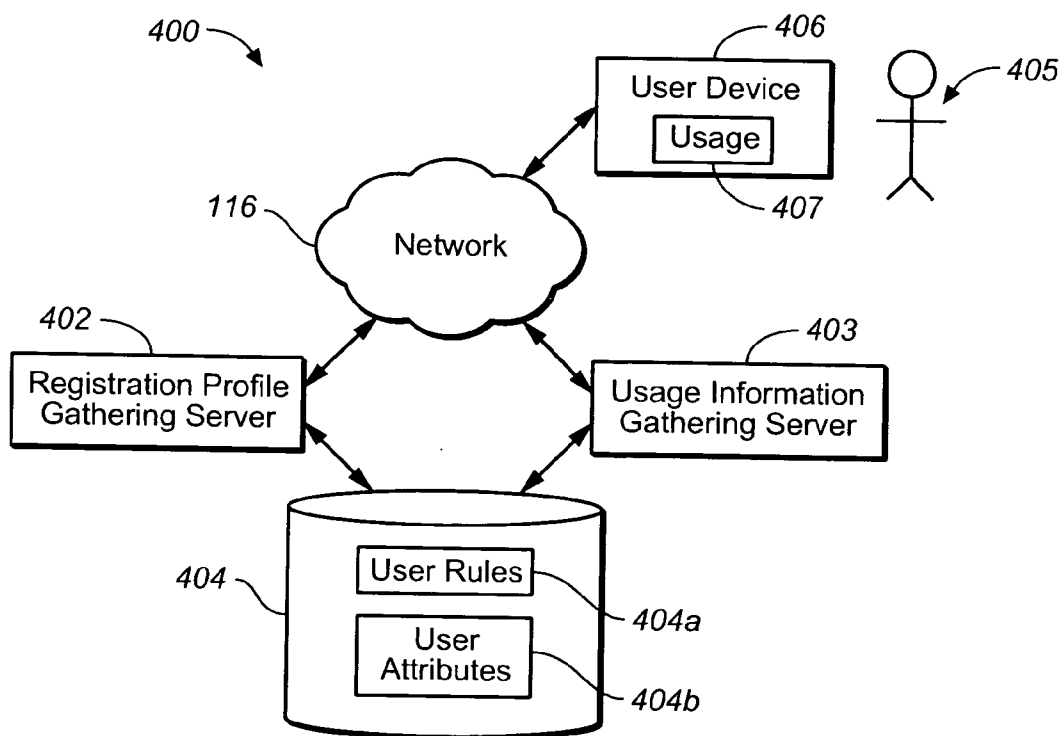 400
406
405
User Device
Usage
407
116
Network
402
403
Registration Profile
Gathering Server
Usage Information
Gathering Server
404
User Rules
404a
User
Attributes
404b